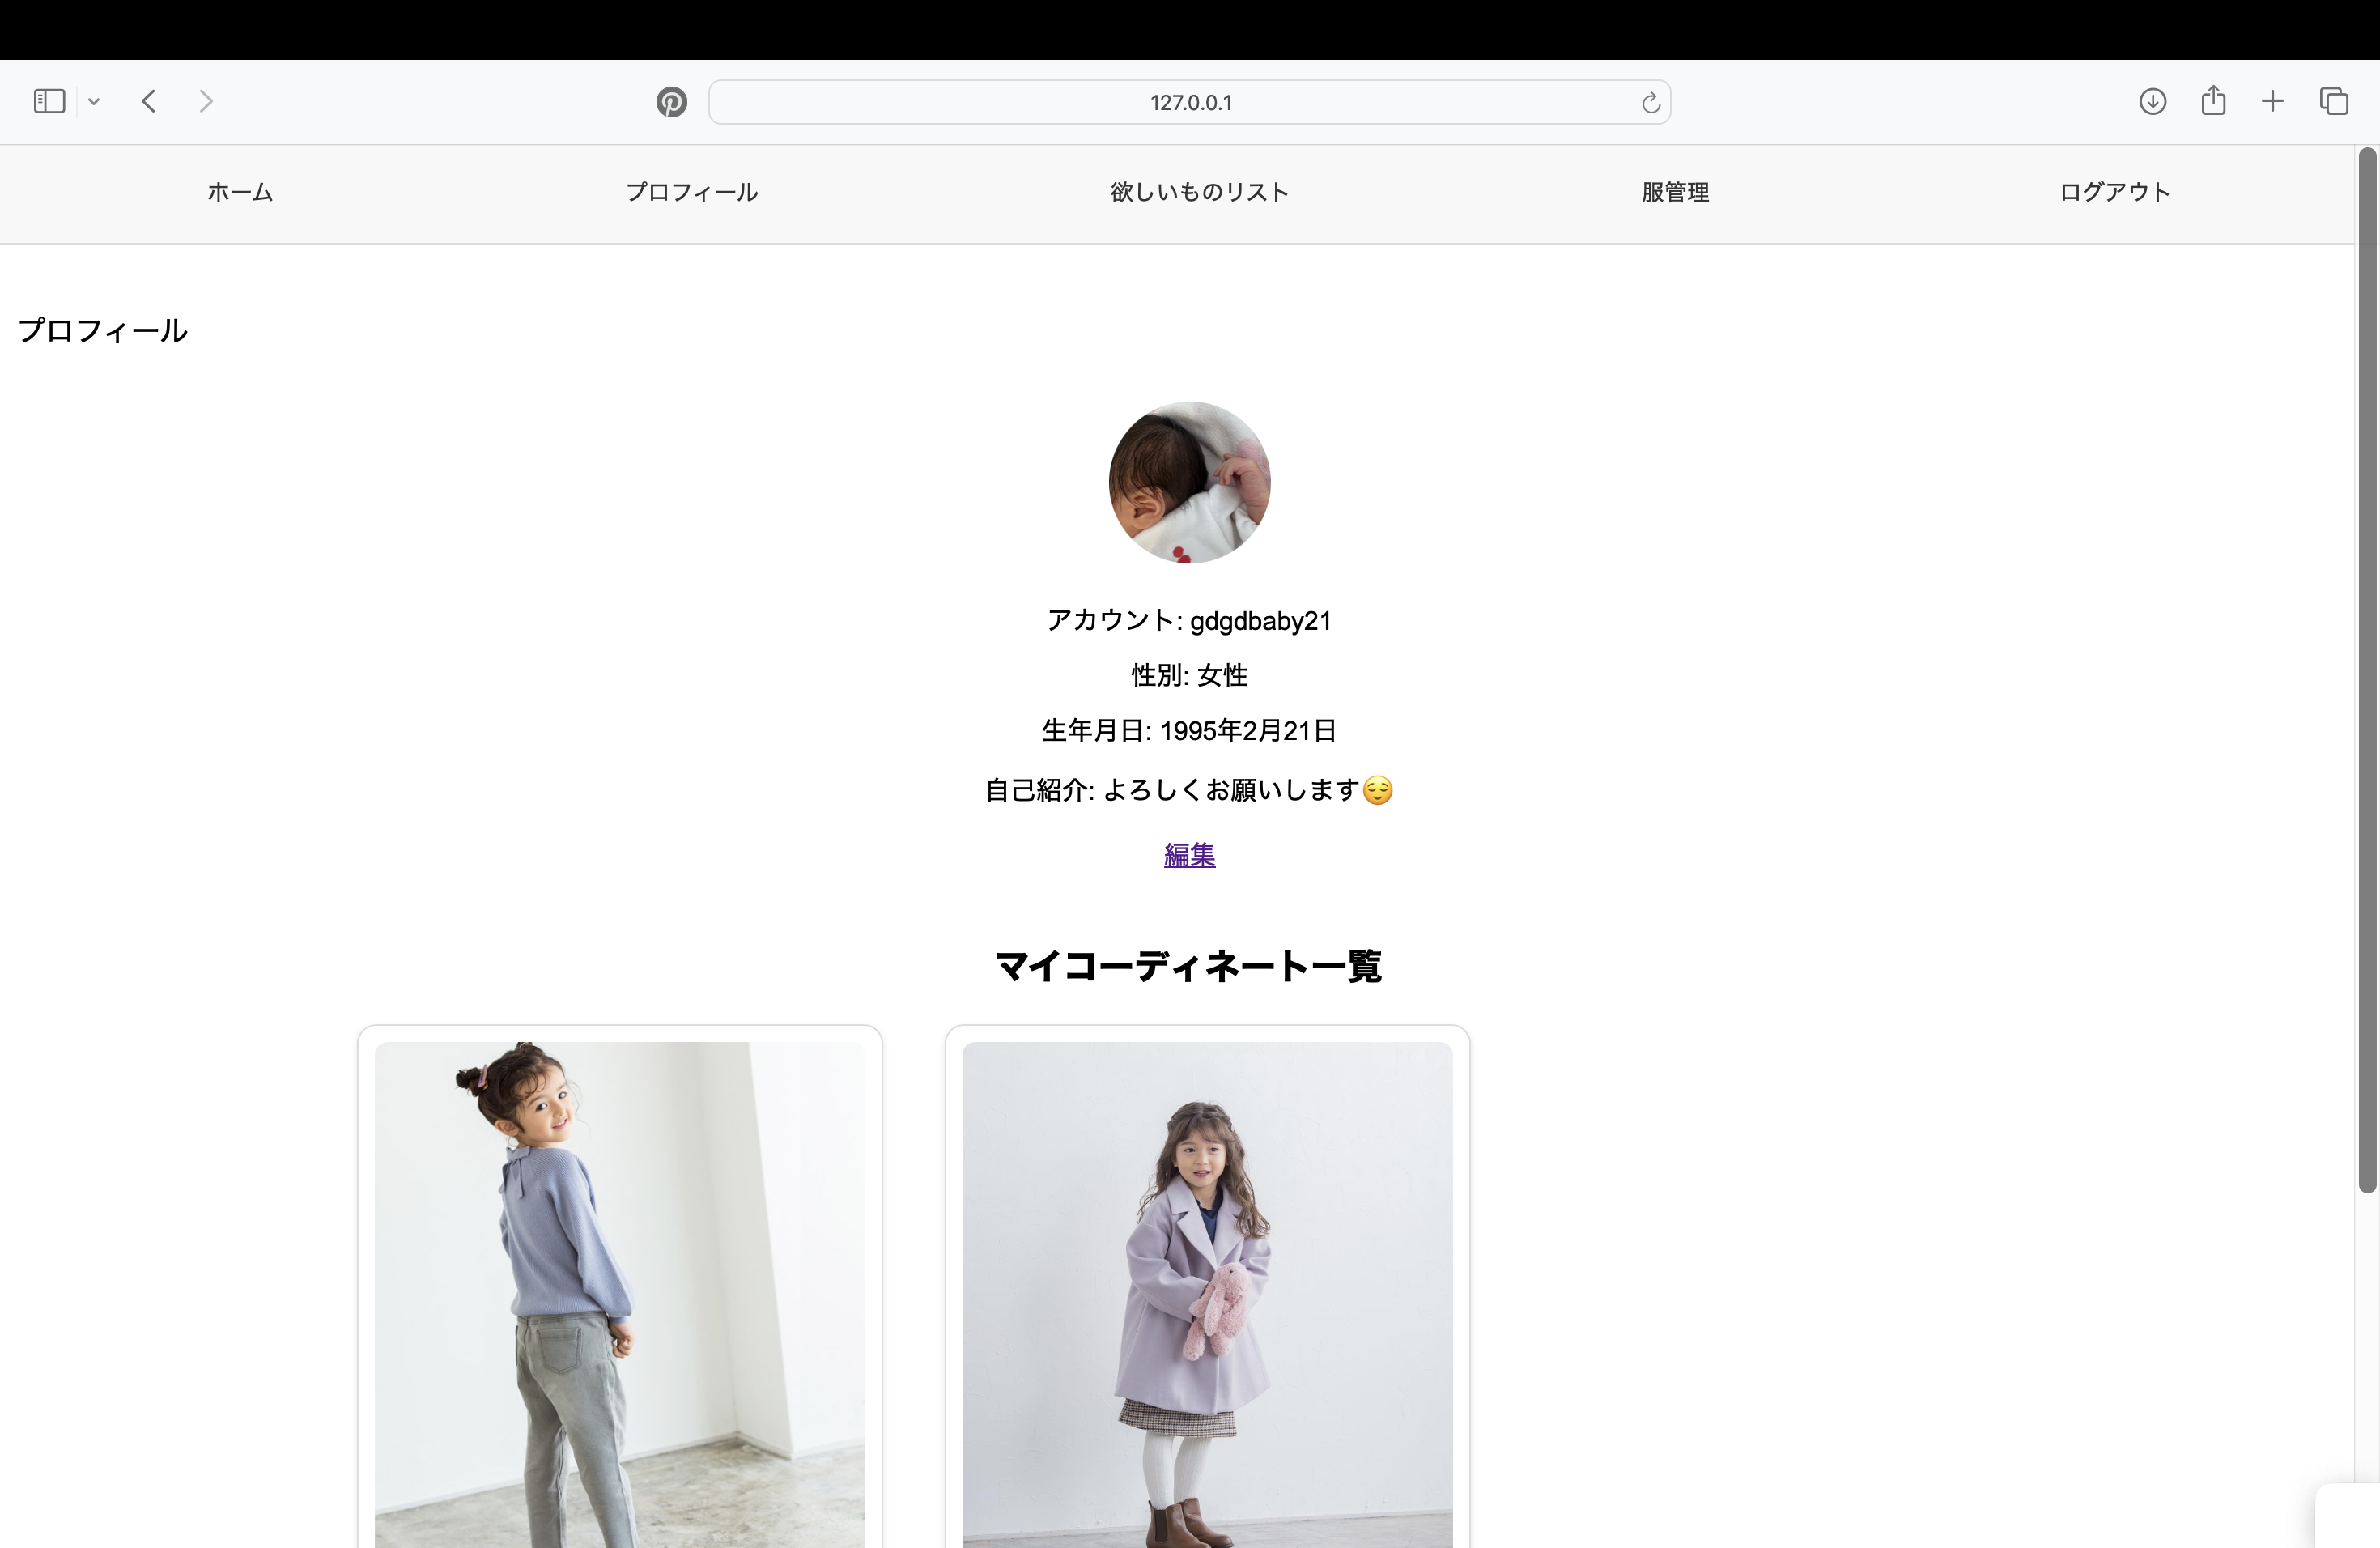 127.0.0.1
ホーム プロフィール 欲しいものリスト 服管理 ログアウト
プロフィール
アカウント: gdgdbaby21
性別: 女性
生年月日: 1995年2月21日
自己紹介: よろしくお願いします😌
編集
マイコーディネート一覧